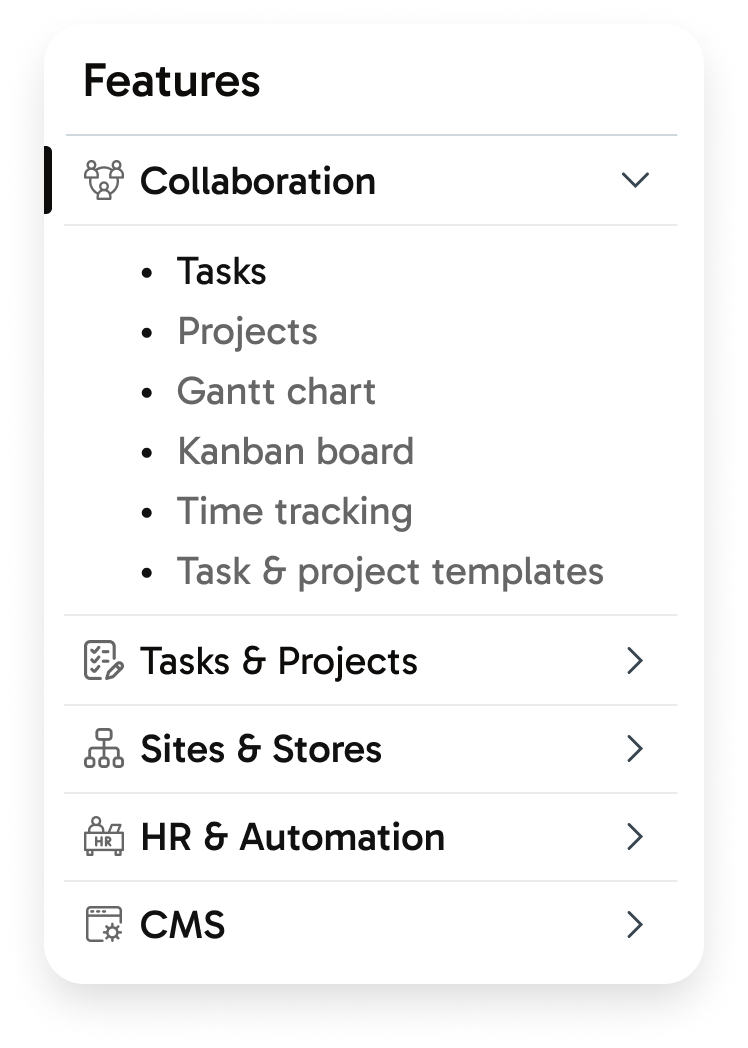 Features
Collaboration
• Tasks
• Projects
• Gantt chart
• Kanban board
• Time tracking
• Task & project templates
Tasks & Projects
Sites & Stores
HR
HR & Automation
CMS